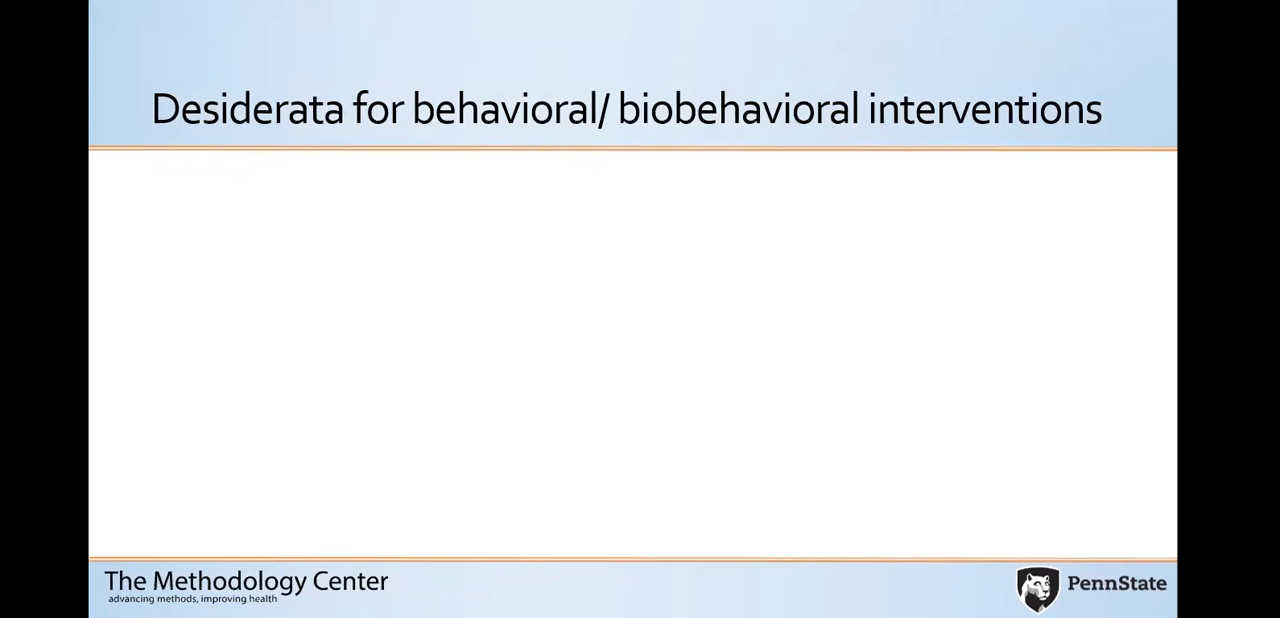 Desiderata for behavioral/ biobehavioral interventions
The Methodology Center
advancing methods, improving health
PennState